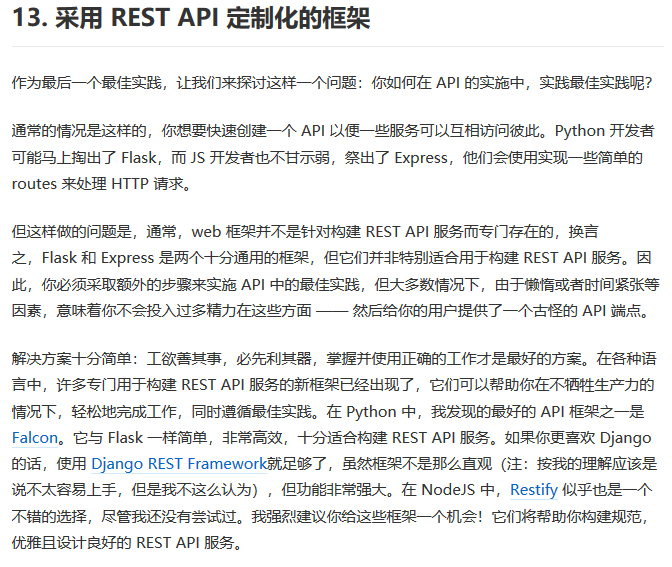 13. 采用 REST API 定制化的框架
作为最后一个最佳实践，让我们来探讨这样一个问题：你如何在 API 的实施中，实践最佳实践呢？
通常的情况是这样的，你想要快速创建一个 API 以便一些服务可以互相访问彼此。Python 开发者
可能马上掏出了 Flask，而 JS 开发者也不甘示弱，祭出了 Express，他们会使用实现一些简单的
routes 来处理 HTTP 请求。
但这样做的问题是，通常，web 框架并不是针对构建 REST API 服务而专门存在的，换言
之，Flask 和 Express 是两个十分通用的框架，但它们并非特别适合用于构建 REST API 服务。因
此，你必须采取额外的步骤来实施 API 中的最佳实践，但大多数情况下，由于懒惰或者时间紧张等
因素，意味着你不会投入过多精力在这些方面 —— 然后给你的用户提供了一个古怪的 API 端点。
解决方案十分简单：工欲善其事，必先利其器，掌握并使用正确的工作才是最好的方案。在各种语
言中，许多专门用于构建 REST API 服务的新框架已经出现了，它们可以帮助你在不牺牲生产力的
情况下，轻松地完成工作，同时遵循最佳实践。在 Python 中，我发现的最好的 API 框架之一是
Falcon。它与 Flask 一样简单，非常高效，十分适合构建 REST API 服务。如果你更喜欢 Django
的话，使用 Django REST Framework就足够了，虽然框架不是那么直观（注：按我的理解应该是
说不太容易上手，但是我不这么认为），但功能非常强大。在 NodeJS 中，Restify 似乎也是一个
不错的选择，尽管我还没有尝试过。我强烈建议你给这些框架一个机会！它们将帮助你构建规范，
优雅且设计良好的 REST API 服务。